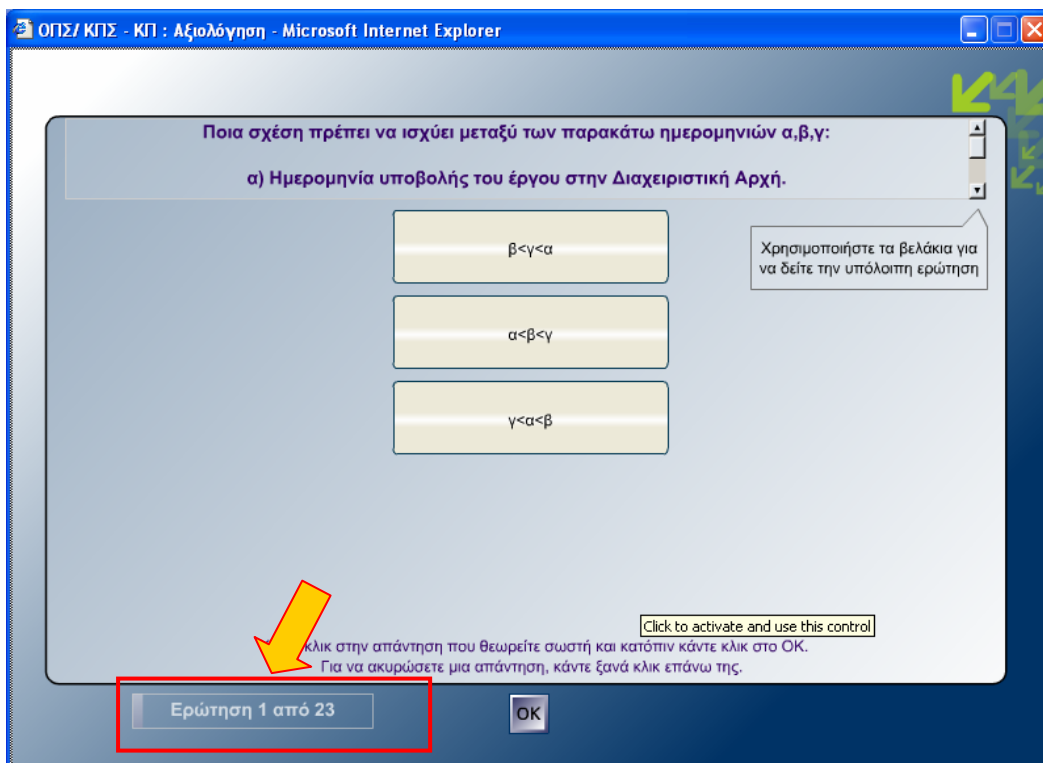 ΟΠΣ/ ΚΠΣ - ΚΠ : Αξιολόγηση - Microsoft Internet Explorer
Ποια σχέση πρέπει να ισχύει μεταξύ των παρακάτω ημερομηνιών α,β,γ:
α) Ημερομηνία υποβολής του έργου στην Διαχειριστική Αρχή.
β<γ<α
Χρησιμοποιήστε τα βελάκια για
να δείτε την υπόλοιπη ερώτηση
α<β<γ
γ<α<β
Click to activate and use this control
κλικ στην απάντηση που θεωρείτε σωστή και κατόπιν κάντε κλικ στο ΟΚ.
Για να ακυρώσετε μια απάντηση, κάντε ξανά κλικ επάνω της.
Ερώτηση 1 από 23
OK